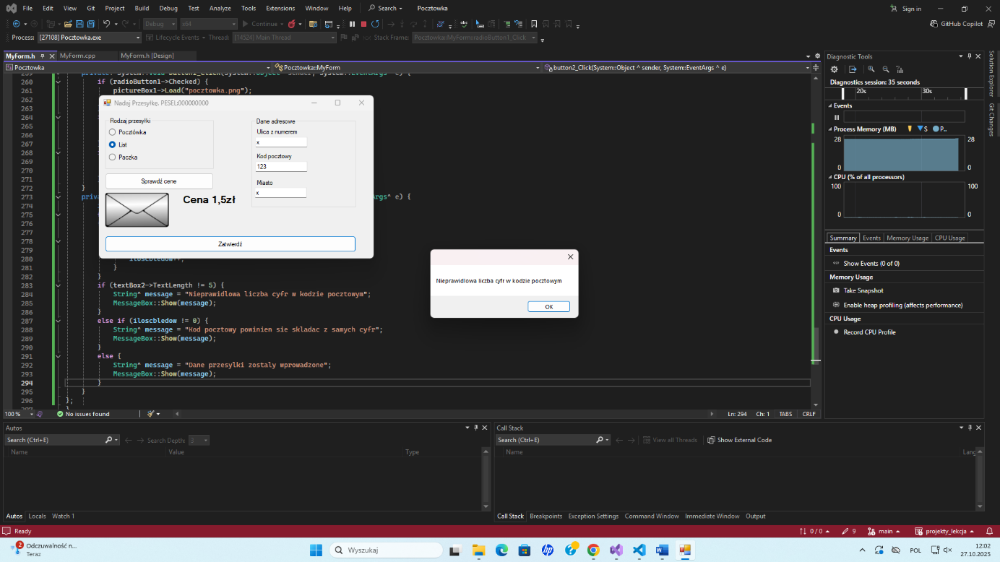 File Edit View Git Project Build Debug Test Analyze Tools Extensions Window Help Search Pocztowka Sign in
Debug x64 Continue GitHub Copilot
Process: [27108] Pocztowka.exe Lifecycle Events Thread: [14524] Main Thread Stack Frame: Pocztowka::MyForm::radioButton1_Click
MyForm.h MyForm.cpp MyForm.h [Design]
Pocztowka Pocztowka::MyForm button2_Click(System::Object ^ sender, System::EventArgs ^ e)
260 if (radioButton1->Checked) {
261 pictureBox1->Load("pocztowka.png");
262
263
264
265
266
267
268
269
270
271
272 }
273 Args^ e) {
274
275
276
277
278
279
280 iloscbledow++;
281 }
282 }
283 if (textBox2->TextLength != 5) {
284 String^ message = "Nieprawidlowa liczba cyfr w kodzie pocztowym";
285 MessageBox::Show(message);
286 }
287 else if (iloscbledow != 0) {
288 String^ message = "Kod pocztowy powinien sie skladac z samych cyfr";
289 MessageBox::Show(message);
290 }
291 else {
292 String^ message = "Dane przesylki zostaly wprowadzone";
293 MessageBox::Show(message);
294 }
295 }
296 };
Nadaj Przesyłkę. PESEL:000000000
Rodzaj przesyłki
Pocztówka
List
Paczka
Sprawdź cene
Cena 1,5zł
Dane adresowe
Ulica z numerem
x
Kod pocztowy
123
Miasto
x
Zatwierdź
Nieprawidlowa liczba cyfr w kodzie pocztowym
OK
100 % No issues found Ln: 294 Ch: 1 TABS CRLF
Diagnostic Tools
Diagnostics session: 35 seconds
20s 30s
Events
Process Memory (MB) S P..
28 28
0 0
CPU (% of all processors)
100 100
0 0
Summary Events Memory Usage CPU Usage
Events
Show Events (0 of 0)
Memory Usage
Take Snapshot
Enable heap profiling (affects performance)
CPU Usage
Record CPU Profile
Solution Explorer
Git Changes
Autos
Search (Ctrl+E) Search Depth: 3
Name Value Type
Autos Locals Watch 1
Call Stack
Search (Ctrl+E) View all Threads Show External Code
Name Lang
Call Stack Breakpoints Exception Settings Command Window Immediate Window Output
Ready 0 / 0 9 main projekty_lekcja
2 Odczuwalność n...
Teraz
Wyszukaj
POL
12:02
27.10.2025